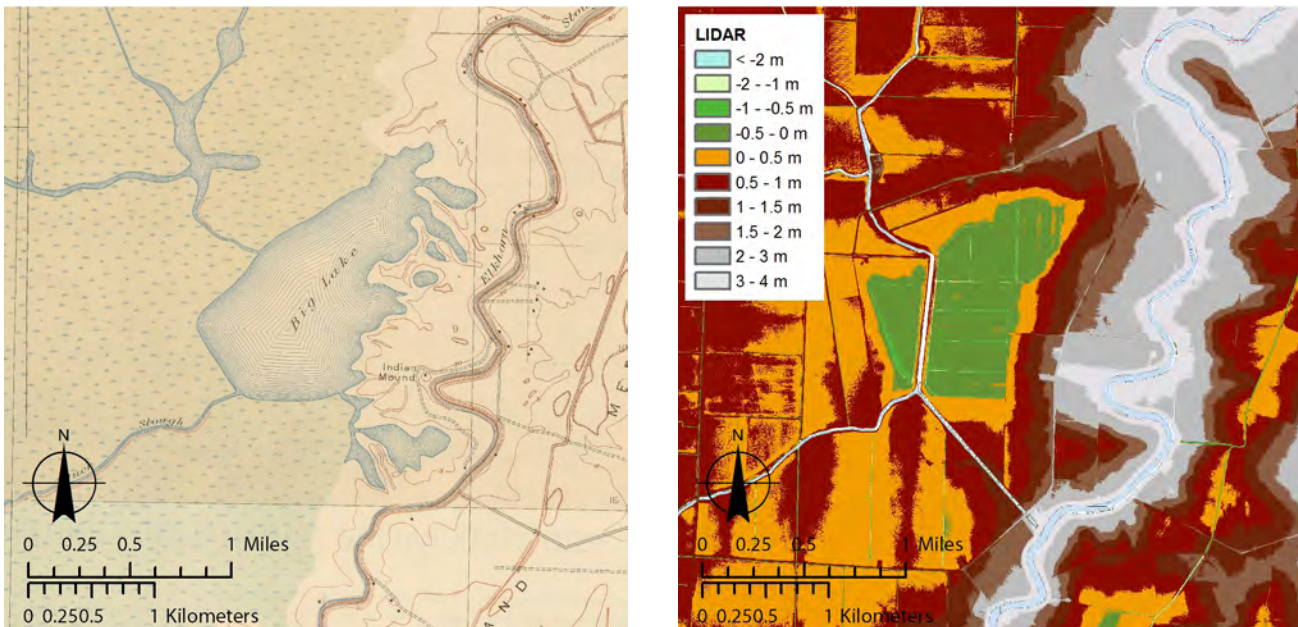 Slough
Big Lake
Elkhorn
9
Indian
Mound
Slough
15
N
0 0.25 0.5 1 Miles
0 0.25 0.5 1 Kilometers
LIDAR
< -2 m
-2 - -1 m
-1 - -0.5 m
-0.5 - 0 m
0 - 0.5 m
0.5 - 1 m
1 - 1.5 m
1.5 - 2 m
2 - 3 m
3 - 4 m
N
0 0.25 0.5 1 Miles
0 0.25 0.5 1 Kilometers